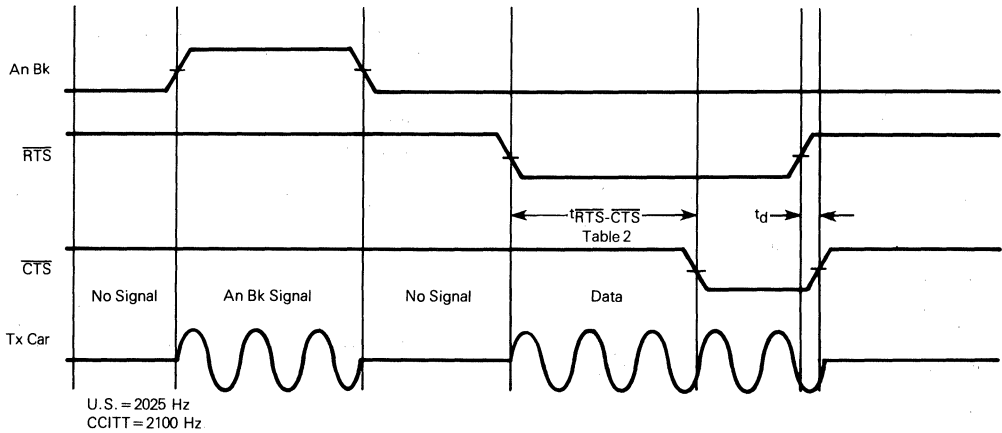 An Bk
RTS
tRTS-CTS
td
Table 2
CTS
No Signal An Bk Signal No Signal Data
Tx Car
U.S. = 2025 Hz
CCITT = 2100 Hz